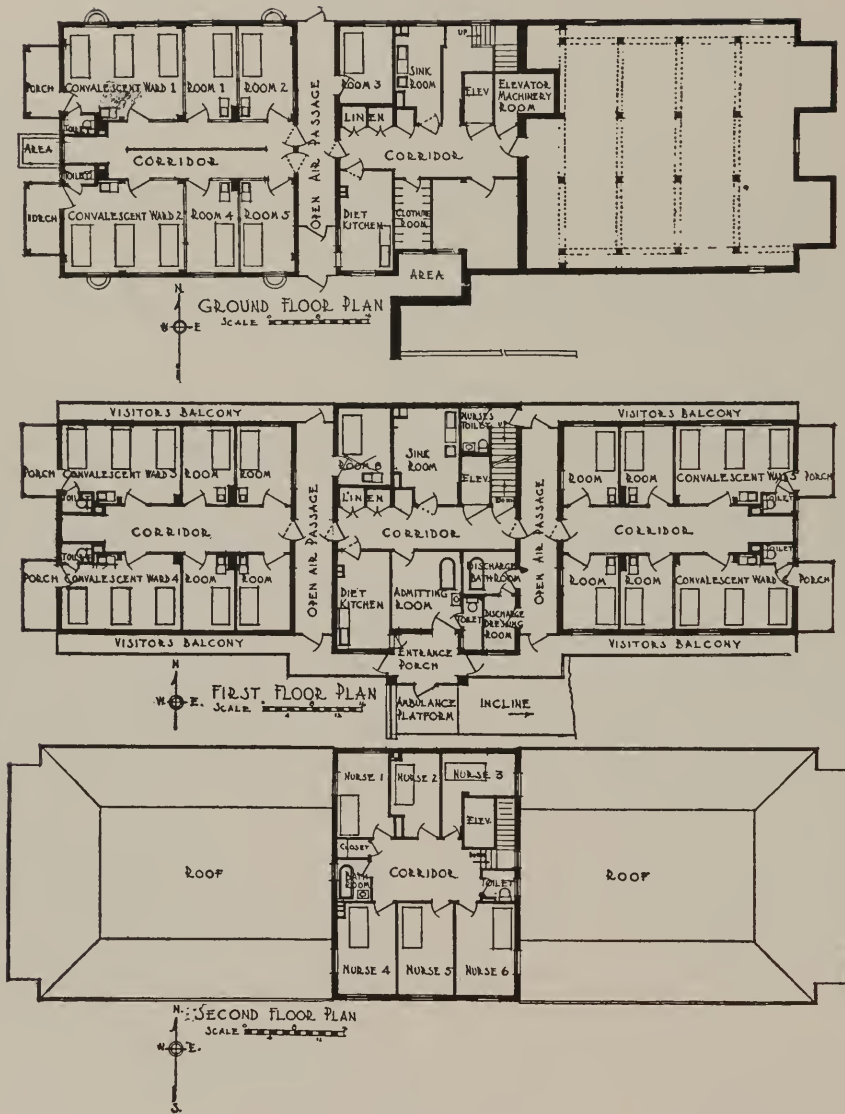 UP
PORCH
CONVALESCENT WARD 1
ROOM 1
ROOM 2
ROOM 3
SINK
ROOM
ELEV
ELEVATOR
MACHINERY
ROOM
TOILET
LINEN
AREA
CORRIDOR
OPEN AIR PASSAGE
CORRIDOR
TOILET
PORCH
CONVALESCENT WARD 2
ROOM 4
ROOM 5
DIET
KITCHEN
CLOTHING
ROOM
AREA
GROUND FLOOR PLAN
SCALE
N
W E
VISITORS BALCONY
VISITORS BALCONY
NURSES
TOILET
UP
PORCH
CONVALESCENT WARD 3
ROOM
ROOM
ROOM 8
SINK
ROOM
ELEV.
ROOM
ROOM
CONVALESCENT WARD 5
PORCH
TOILET
LINEN
DOWN
TOILET
CORRIDOR
OPEN AIR PASSAGE
CORRIDOR
OPEN AIR PASSAGE
CORRIDOR
TOILET
TOILET
PORCH
CONVALESCENT WARD 4
ROOM
ROOM
DIET
KITCHEN
ADMITTING
ROOM
DISCHARGE
BATH ROOM
TOILET
DISCHARGE
DRESSING
ROOM
ROOM
ROOM
CONVALESCENT WARD 6
PORCH
VISITORS BALCONY
ENTRANCE
PORCH
VISITORS BALCONY
FIRST FLOOR PLAN
SCALE
N
W. E.
AMBULANCE
PLATFORM
INCLINE
NURSE 1
NURSE 2
NURSE 3
ELEV.
CLOSET
DOWN
ROOF
BATH
ROOM
CORRIDOR
TOILET
ROOF
NURSE 4
NURSE 5
NURSE 6
SECOND FLOOR PLAN
SCALE
N.
W. E.
S.